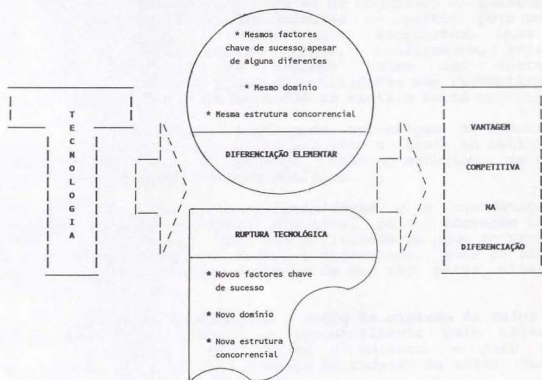 T
E
C
N
O
L
O
G
I
A
* Mesmos factores
chave de sucesso, apesar
de alguns diferentes
* Mesmo domínio
* Mesma estrutura concorrencial
DIFERENCIAÇÃO ELEMENTAR
RUPTURA TECNOLÓGICA
* Novos factores chave
de sucesso
* Novo domínio
* Nova estrutura
concorrencial
VANTAGEM
COMPETITIVA
NA
DIFERENCIAÇÃO